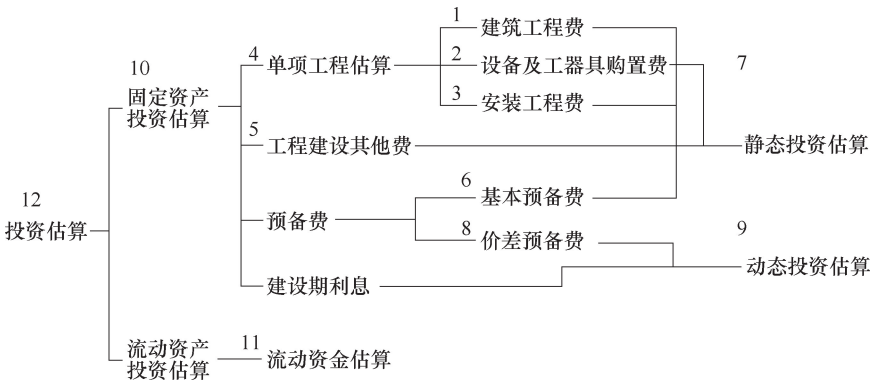 1
建筑工程费
4
单项工程估算
2
设备及工器具购置费
7
10
固定资产
投资估算
3
安装工程费
5
工程建设其他费
静态投资估算
12
投资估算
6
基本预备费
预备费
8
价差预备费
9
建设期利息
动态投资估算
流动资产
投资估算
11
流动资金估算